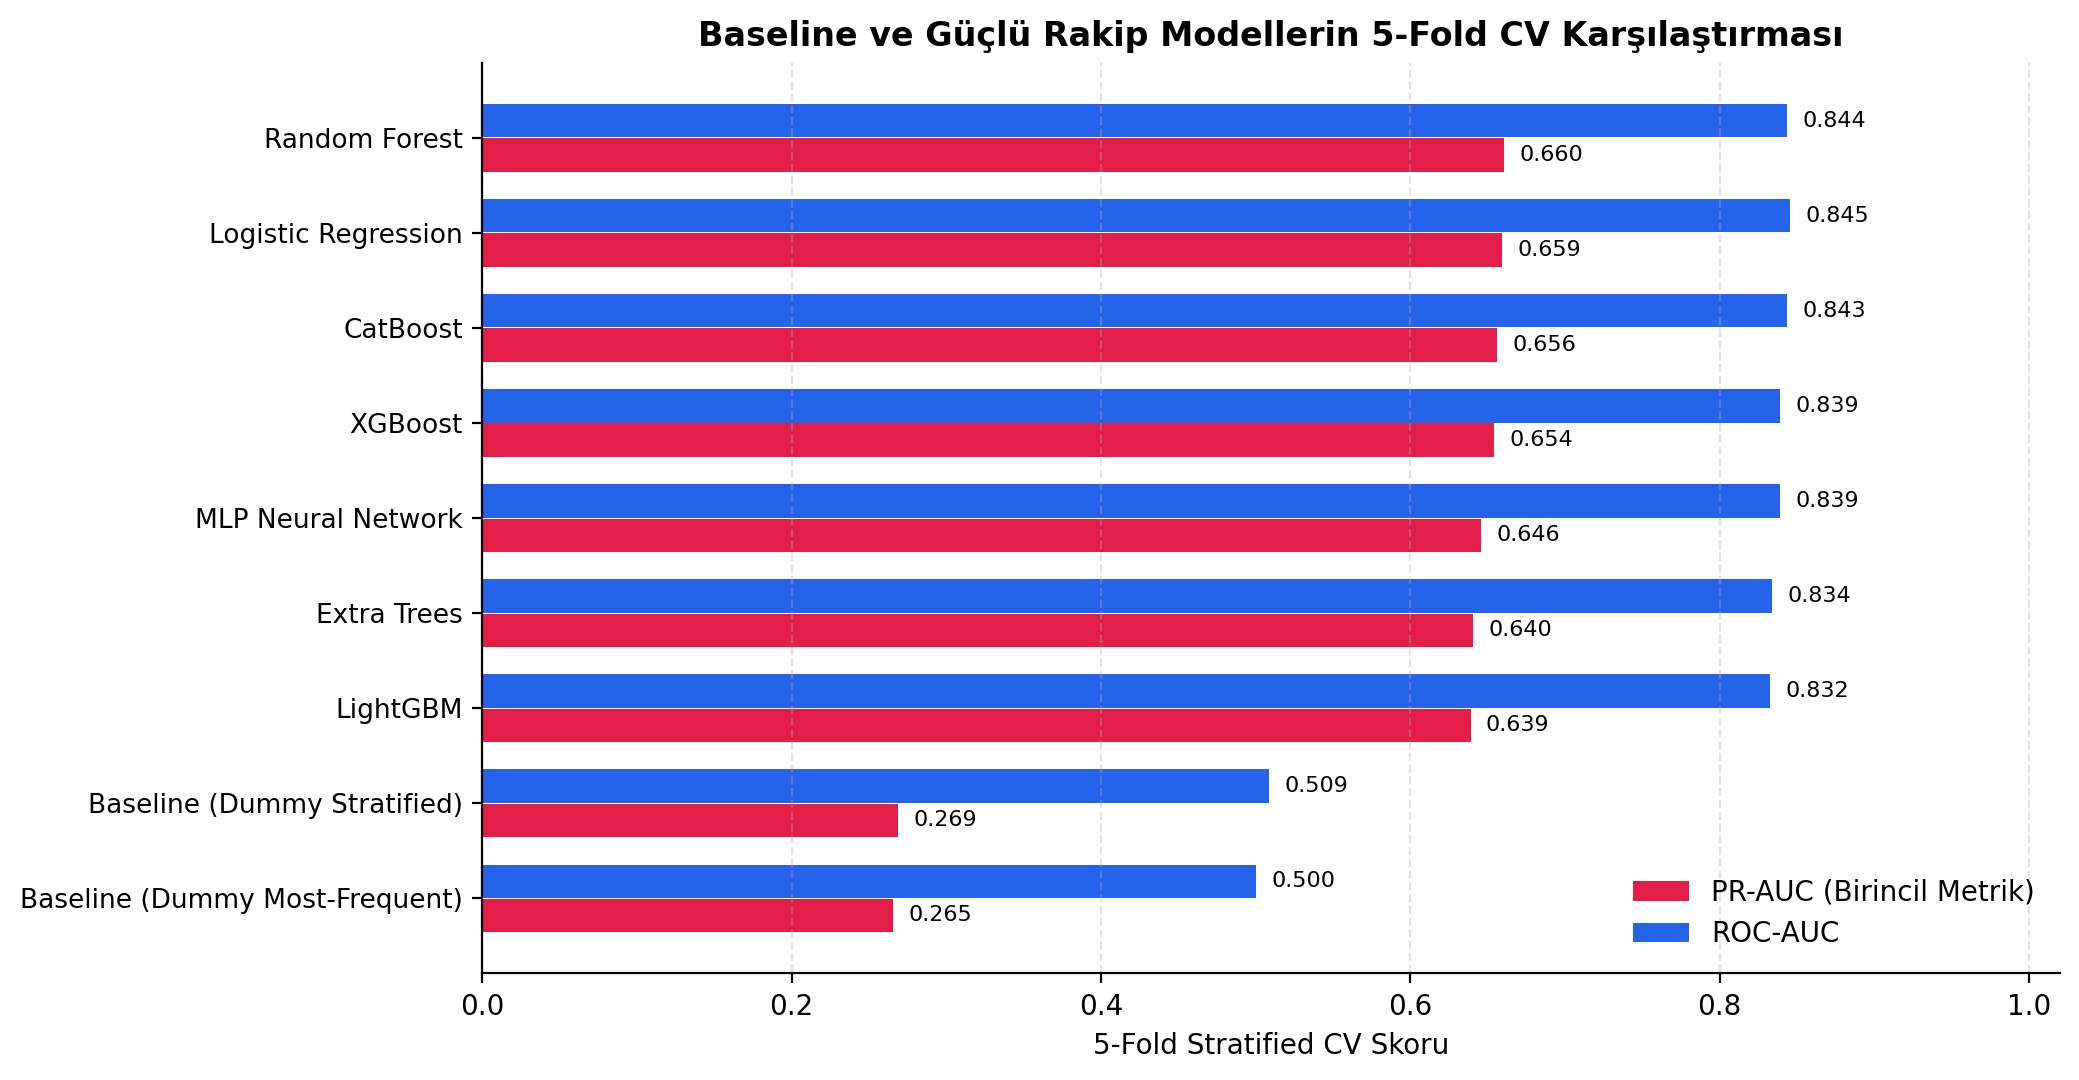 Baseline ve Güçlü Rakip Modellerin 5-Fold CV Karşılaştırması
Random Forest
0.844
0.660
Logistic Regression
0.845
0.659
CatBoost
0.843
0.656
XGBoost
0.839
0.654
MLP Neural Network
0.839
0.646
Extra Trees
0.834
0.640
LightGBM
0.832
0.639
Baseline (Dummy Stratified)
0.509
0.269
Baseline (Dummy Most-Frequent)
0.500
0.265
PR-AUC (Birincil Metrik)
ROC-AUC
0.0 0.2 0.4 0.6 0.8 1.0
5-Fold Stratified CV Skoru